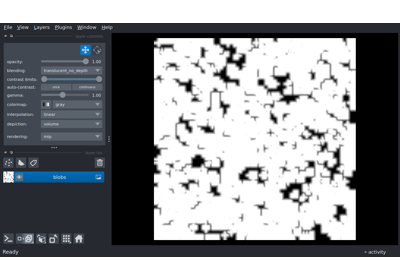 File View Layers Plugins Window Help
opacity: 1.00
blending: translucent_no_depth
contrast limits:
auto-contrast: once continuous
gamma: 1.00
colormap: gray
interpolation: linear
depiction: volume
rendering: mip
blobs
Ready activity